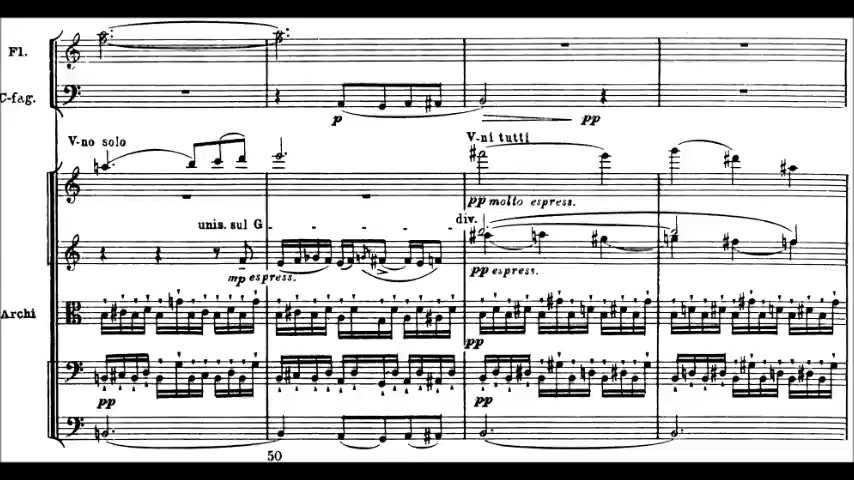 Fl.
C-fag.
p
pp
V-no solo
V-ni tutti
pp molto espress.
unis. sul G - - - - -
div.
mp espress.
pp espress.
Archi
pp
pp
pp
50